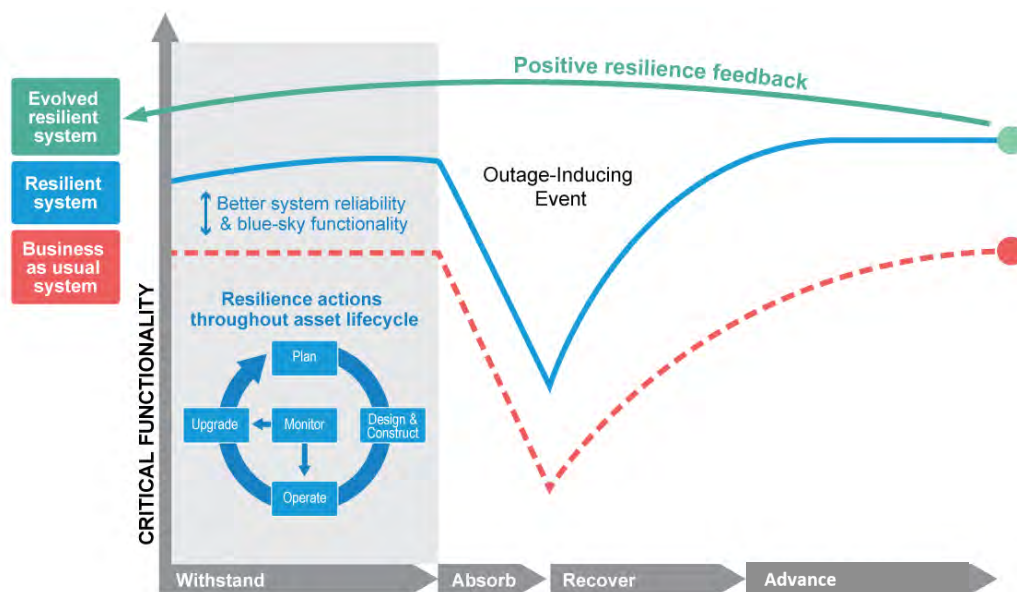 Positive resilience feedback
Evolved
resilient
system
Resilient
system
Business
as usual
system
CRITICAL FUNCTIONALITY
Better system reliability
& blue-sky functionality
Outage-Inducing
Event
Resilience actions
throughout asset lifecycle
Plan
Upgrade
Monitor
Design &
Construct
Operate
Withstand
Absorb
Recover
Advance